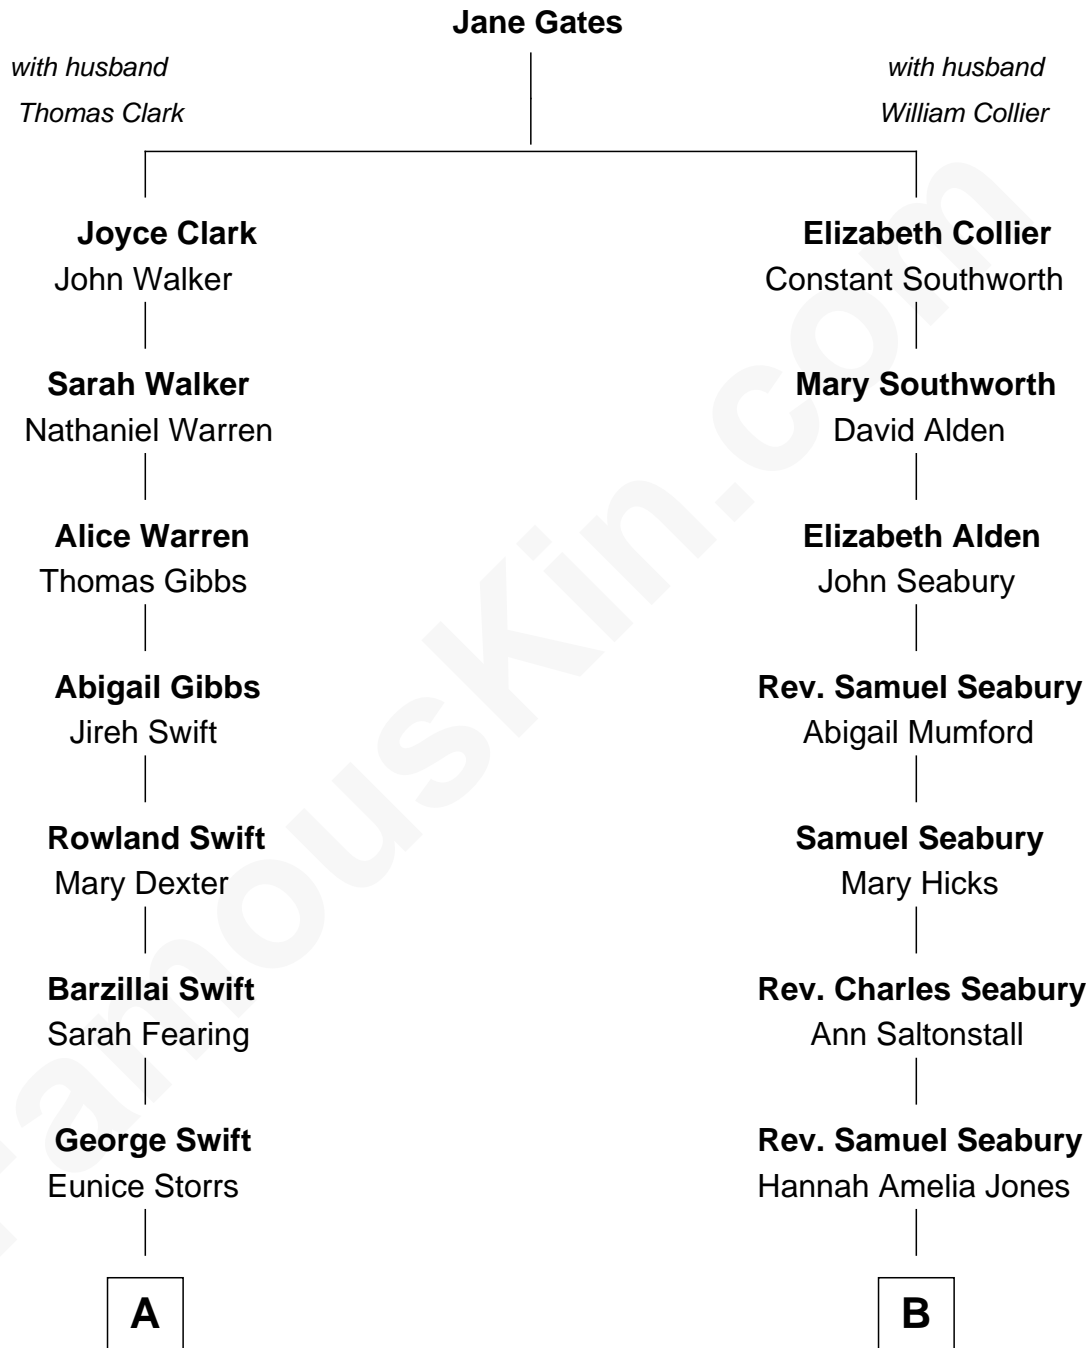 Jane Gates
with husband
Thomas Clark
with husband
William Collier
Joyce Clark
John Walker
Sarah Walker
Nathaniel Warren
Alice Warren
Thomas Gibbs
Abigail Gibbs
Jireh Swift
Rowland Swift
Mary Dexter
Barzillai Swift
Sarah Fearing
George Swift
Eunice Storrs
A
Elizabeth Collier
Constant Southworth
Mary Southworth
David Alden
Elizabeth Alden
John Seabury
Rev. Samuel Seabury
Abigail Mumford
Samuel Seabury
Mary Hicks
Rev. Charles Seabury
Ann Saltonstall
Rev. Samuel Seabury
Hannah Amelia Jones
B
FamousKin.com